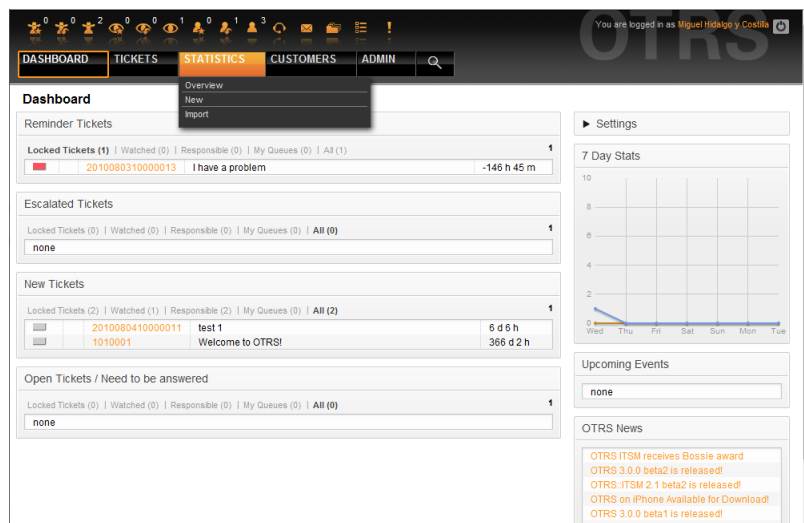 0 0 2 0 0 1 0 1 3
You are logged in as Miguel Hidalgo y Costilla
OTRS
DASHBOARD TICKETS STATISTICS CUSTOMERS ADMIN
Overview
New
Import
Dashboard
Reminder Tickets
Locked Tickets (1) | Watched (0) | Responsible (0) | My Queues (0) | All (1) 1
2010080310000013 I have a problem -146 h 45 m
Escalated Tickets
Locked Tickets (0) | Watched (0) | Responsible (0) | My Queues (0) | All (0) 1
none
New Tickets
Locked Tickets (2) | Watched (1) | Responsible (2) | My Queues (0) | All (2) 1
2010080410000011 test 1 6 d 6 h
1010001 Welcome to OTRS! 366 d 2 h
Open Tickets / Need to be answered
Locked Tickets (0) | Watched (0) | Responsible (0) | My Queues (0) | All (0) 1
none
Settings
7 Day Stats
10
8
6
4
2
0
Wed Thu Fri Sat Sun Mon Tue
Upcoming Events
none
OTRS News
OTRS ITSM receives Bossie award
OTRS 3.0.0 beta2 is released!
OTRS::ITSM 2.1 beta2 is released!
OTRS on iPhone Available for Download!
OTRS 3.0.0 beta1 is released!